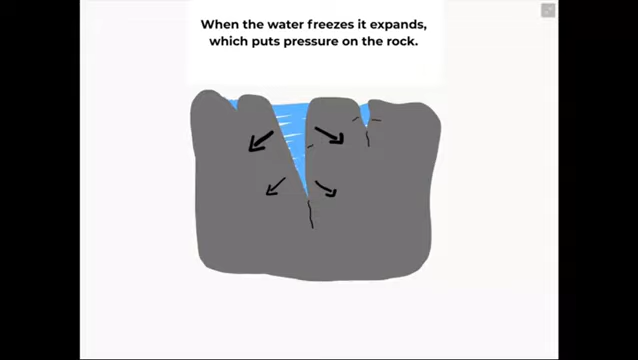 When the water freezes it expands,
which puts pressure on the rock.